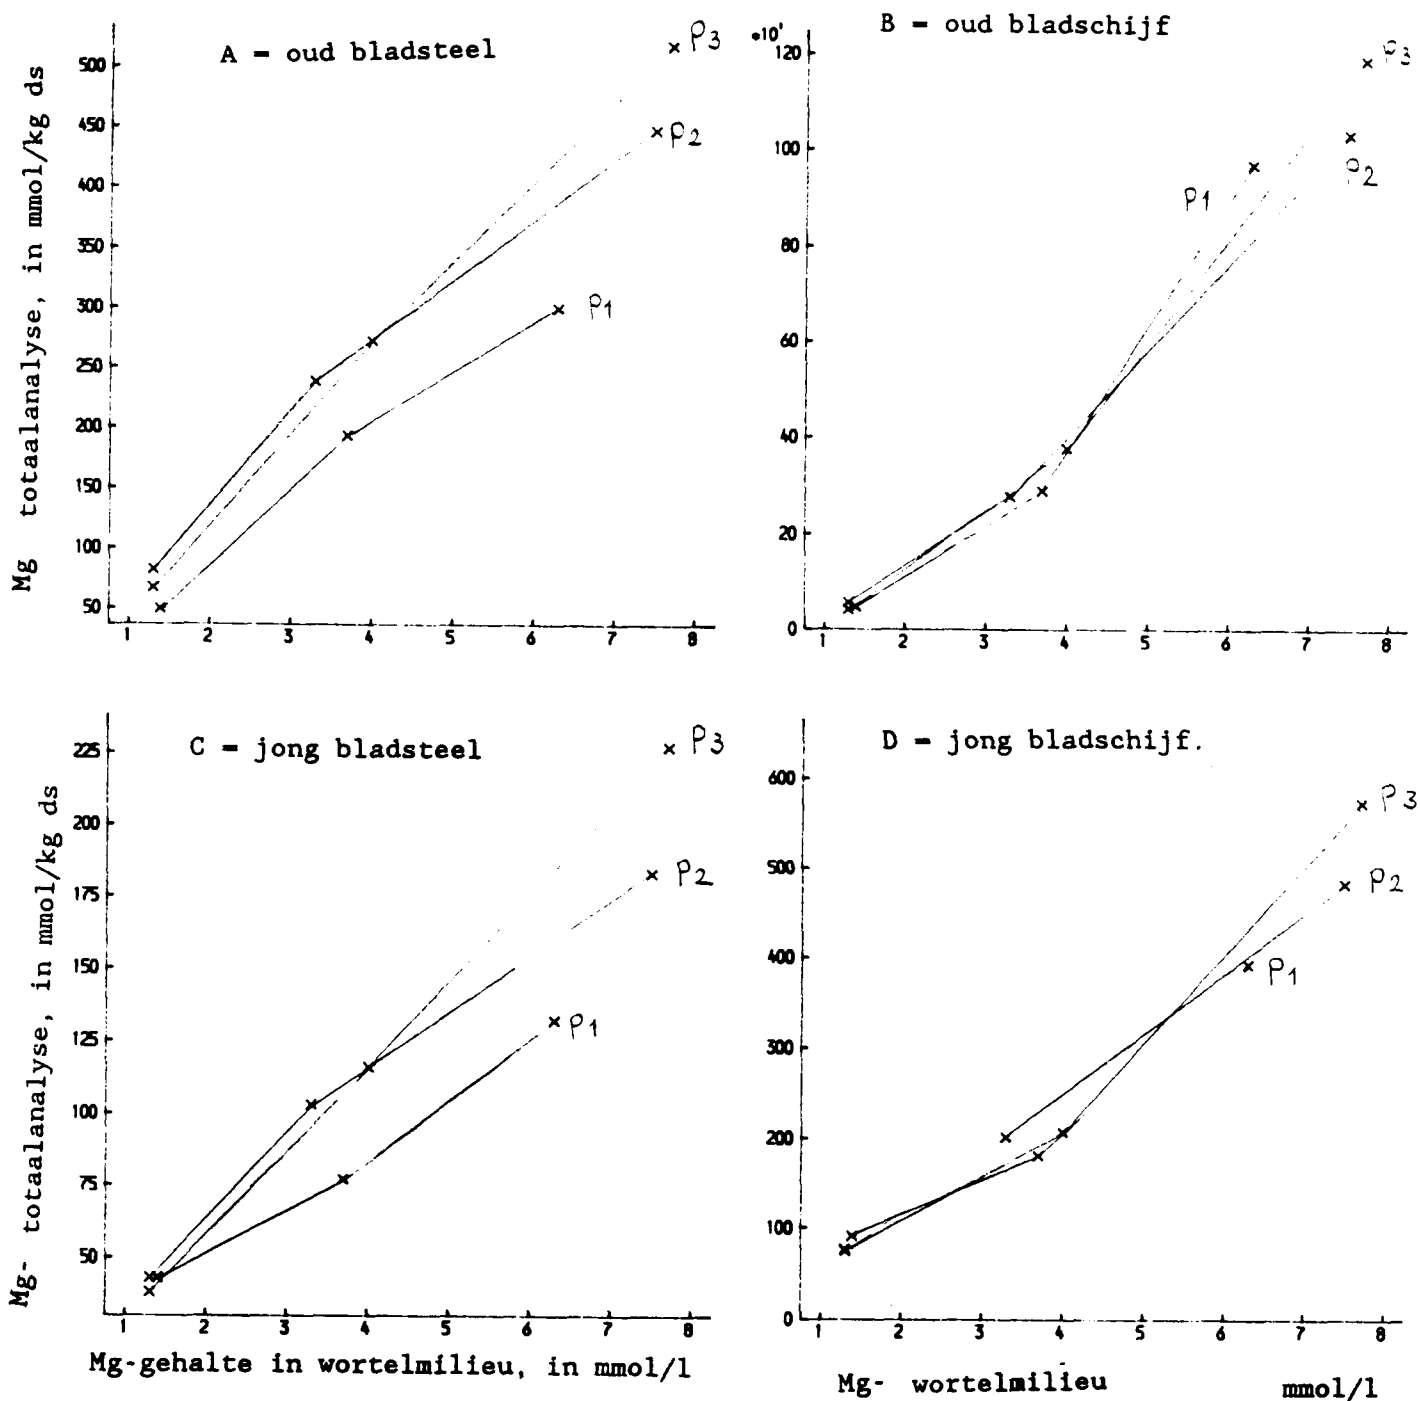 A = oud bladsteel
P3
P2
P1
500
450
400
350
300
250
200
150
100
50
1 2 3 4 5 6 7 8
Mg totaalanalyse, in mmol/kg ds
B = oud bladschijf
*10'
P3
P2
P1
120
100
80
60
40
20
0
1 2 3 4 5 6 7 8
C = jong bladsteel
P3
P2
P1
225
200
175
150
125
100
75
50
1 2 3 4 5 6 7 8
Mg- totaalanalyse, in mmol/kg ds
Mg-gehalte in wortelmilieu, in mmol/l
D = jong bladschijf.
P3
P2
P1
600
500
400
300
200
100
0
1 2 3 4 5 6 7 8
Mg- wortelmilieu mmol/l